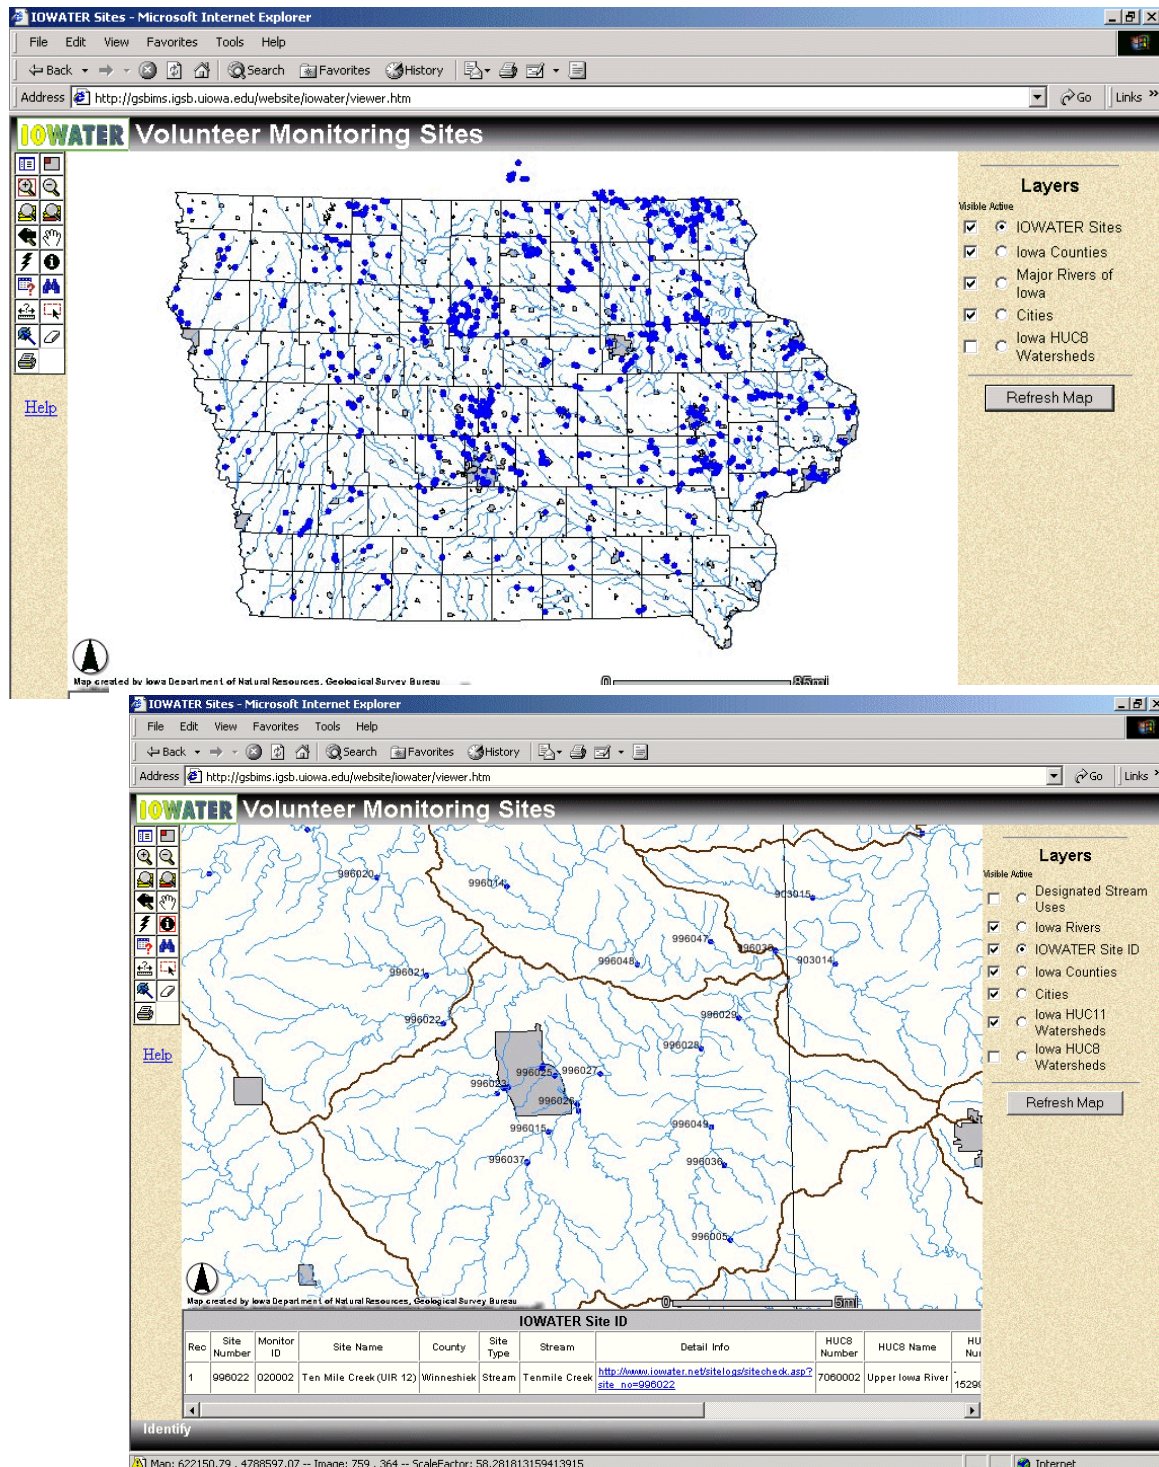 IOWATER Sites - Microsoft Internet Explorer
File Edit View Favorites Tools Help
Back Search Favorites History
Address http://gsbims.igsb.uiowa.edu/website/iowater/viewer.htm Go Links »
IOWATER Volunteer Monitoring Sites
Layers
Visible Active
IOWATER Sites
Iowa Counties
Major Rivers of
Iowa
Cities
Iowa HUC8
Watersheds
Refresh Map
Help
Map created by Iowa Department of Natural Resources, Geological Survey Bureau
0 85mi
IOWATER Sites - Microsoft Internet Explorer
File Edit View Favorites Tools Help
Back Search Favorites History
Address http://gsbims.igsb.uiowa.edu/website/iowater/viewer.htm Go Links
IOWATER Volunteer Monitoring Sites
Layers
Visible Active
Designated Stream
Uses
Iowa Rivers
IOWATER Site ID
Iowa Counties
Cities
Iowa HUC11
Watersheds
Iowa HUC8
Watersheds
Refresh Map
Help
996020
996014
903015
996047
996048
903014
996021
996022
996029
996028
996025
996027
996023
996026
996015
996049
996037
996036
996005
Map created by Iowa Department of Natural Resources, Geological Survey Bureau
0 5mi
IOWATER Site ID
Rec Site Number Monitor ID Site Name County Site Type Stream Detail Info HUC8 Number HUC8 Name
1 996022 020002 Ten Mile Creek (UIR 12) Winneshiek Stream Tenmile Creek http://www.iowater.net/sitelogs/sitecheck.asp?site_no=996022 7060002 Upper Iowa River
Identify
Map: 622150.79 , 4788597.07 -- Image: 759 , 364 -- ScaleFactor: 58.281813159413915 Internet